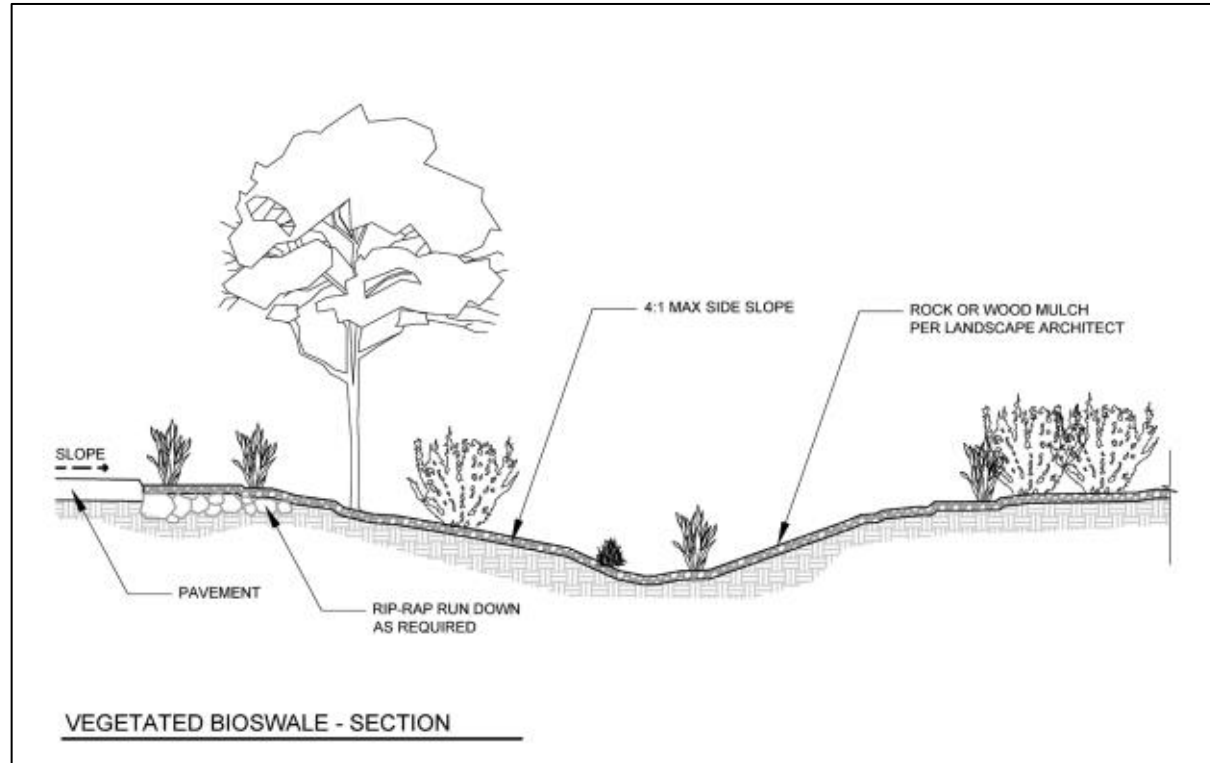 4:1 MAX SIDE SLOPE
ROCK OR WOOD MULCH
PER LANDSCAPE ARCHITECT
SLOPE
PAVEMENT
RIP-RAP RUN DOWN
AS REQUIRED
VEGETATED BIOSWALE - SECTION